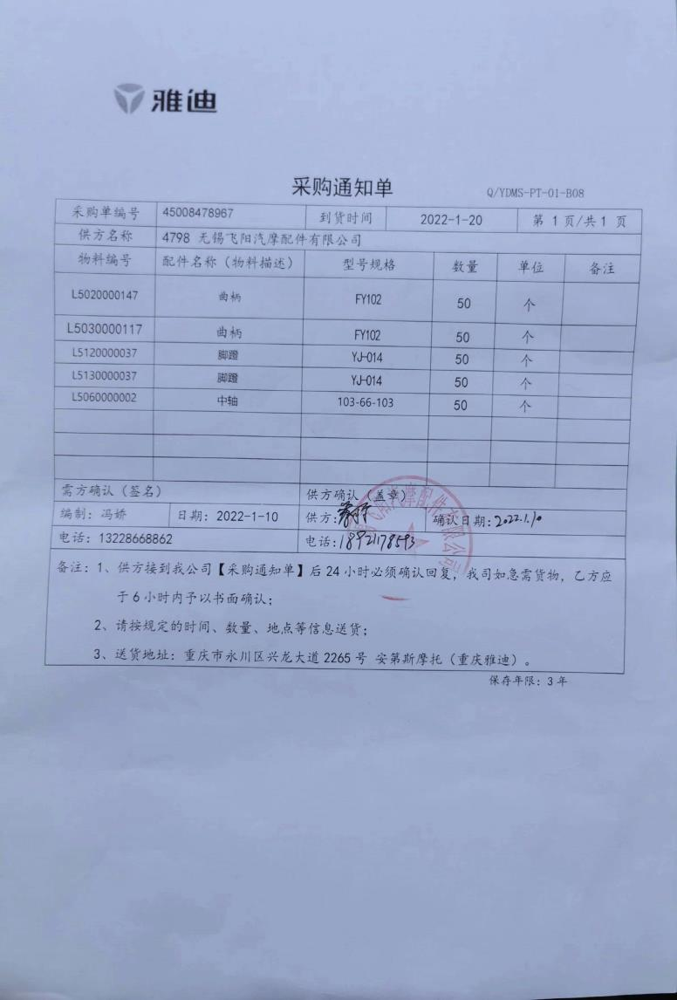 雅迪
采购通知单
Q/YDMS-PT-01-B08
采购单编号 45008478967 到货时间 2022-1-20 第 1 页/共 1 页
供方名称 4798 无锡飞阳汽摩配件有限公司
物料编号 配件名称（物料描述） 型号规格 数量 单位 备注
L5020000147 曲柄 FY102 50 个
L5030000117 曲柄 FY102 50 个
L5120000037 脚蹬 YJ-014 50 个
L5130000037 脚蹬 YJ-014 50 个
L5060000002 中轴 103-66-103 50 个
需方确认（签名） 供方确认（盖章）
编制：冯娇 日期：2022-1-10 供方： 确认日期：2022.1.10
电话：13228668862 电话：18921178593
备注：1、供方接到我公司【采购通知单】后 24 小时必须确认回复，我司如急需货物，乙方应
于 6 小时内予以书面确认；
2、请按规定的时间、数量、地点等信息送货；
3、送货地址：重庆市永川区兴龙大道 2265 号 安第斯摩托（重庆雅迪）。
保存年限：3 年